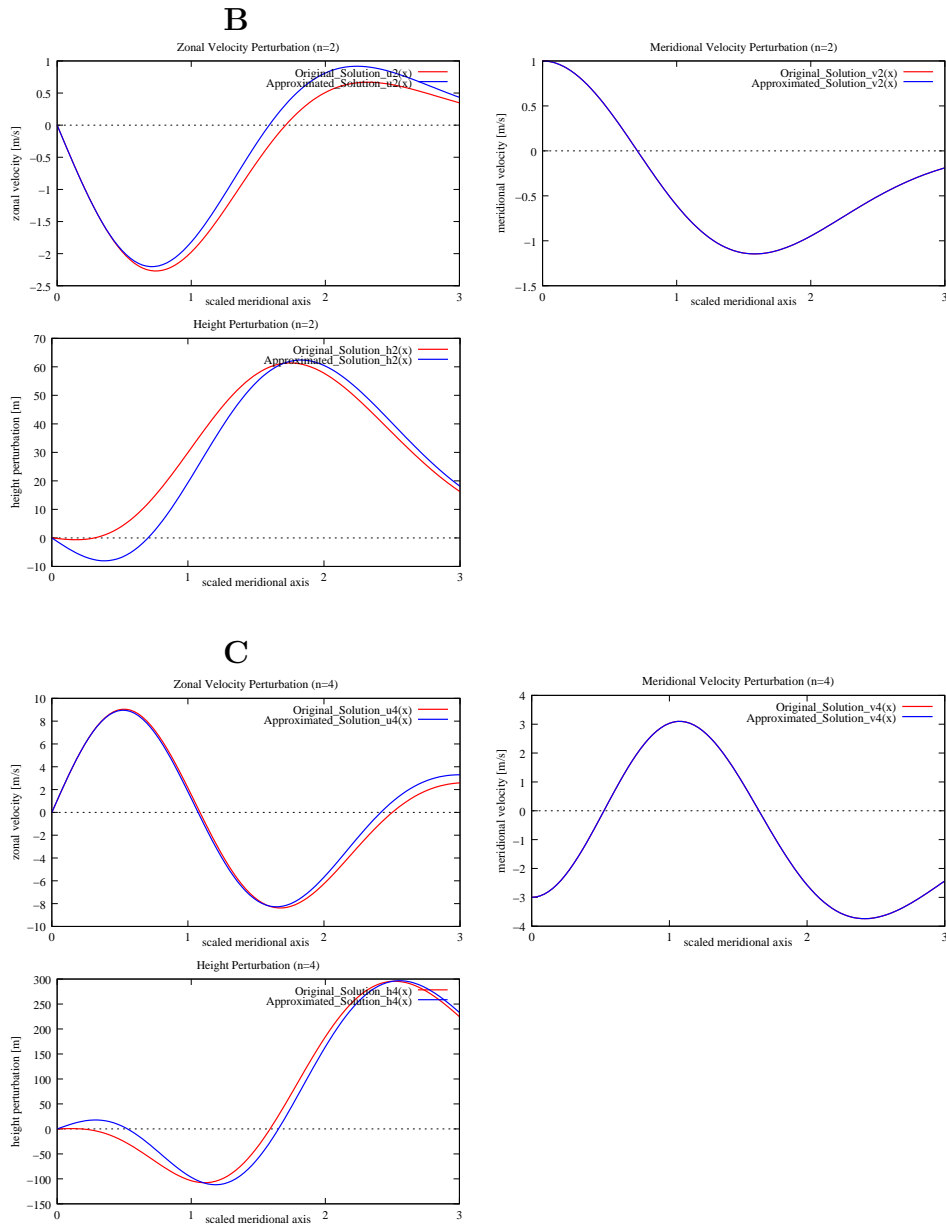 B
Zonal Velocity Perturbation (n=2)
Original_Solution_u2(x)
Approximated_Solution_u2(x)
zonal velocity [m/s]
1
0.5
0
−0.5
−1
−1.5
−2
−2.5
0 1 2 3
scaled meridional axis
Meridional Velocity Perturbation (n=2)
Original_Solution_v2(x)
Approximated_Solution_v2(x)
meridional velocity [m/s]
1
0.5
0
−0.5
−1
−1.5
0 1 2 3
scaled meridional axis
Height Perturbation (n=2)
Original_Solution_h2(x)
Approximated_Solution_h2(x)
height perturbation [m]
70
60
50
40
30
20
10
0
−10
0 1 2 3
scaled meridional axis
C
Zonal Velocity Perturbation (n=4)
Original_Solution_u4(x)
Approximated_Solution_u4(x)
zonal velocity [m/s]
10
8
6
4
2
0
−2
−4
−6
−8
−10
0 1 2 3
scaled meridional axis
Meridional Velocity Perturbation (n=4)
Original_Solution_v4(x)
Approximated_Solution_v4(x)
meridional velocity [m/s]
4
3
2
1
0
−1
−2
−3
−4
0 1 2 3
scaled meridional axis
Height Perturbation (n=4)
Original_Solution_h4(x)
Approximated_Solution_h4(x)
height perturbation [m]
300
250
200
150
100
50
0
−50
−100
−150
0 1 2 3
scaled meridional axis